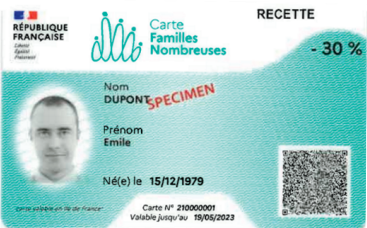 RÉPUBLIQUE
FRANÇAISE
Liberté
Égalité
Fraternité
Carte
Familles
Nombreuses
RECETTE
- 30 %
Nom
DUPONT
SPECIMEN
Prénom
Emile
Né(e) le 15/12/1979
Carte valable en Ile de France
Carte N° 210000001
Valable jusqu'au 19/05/2023